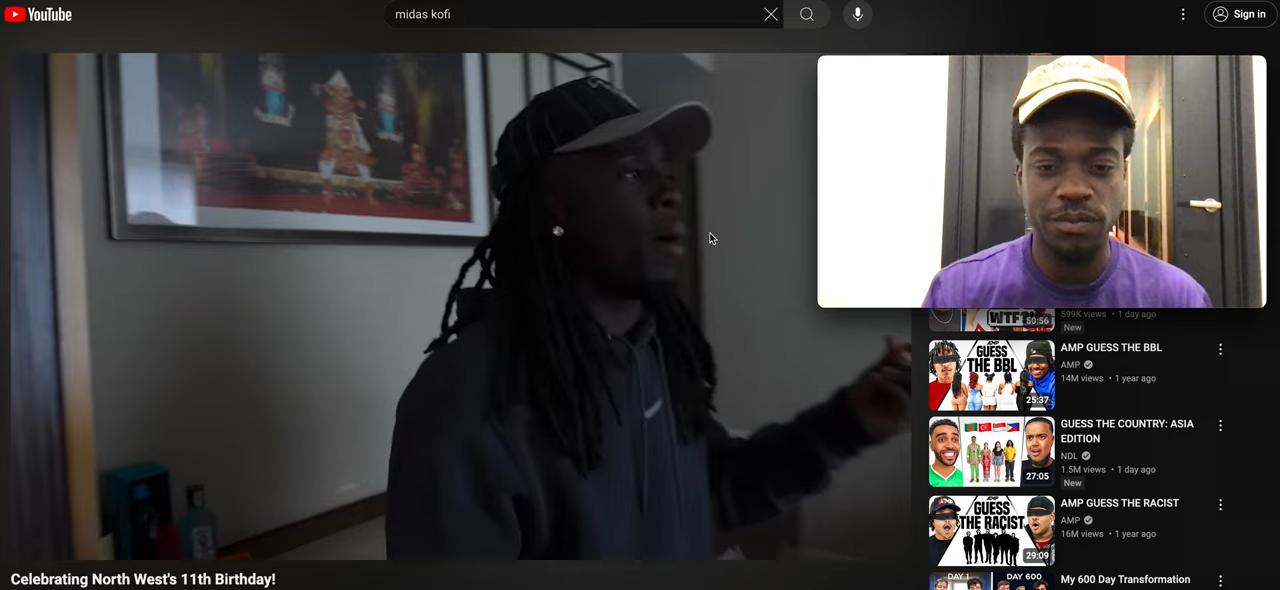 YouTube
midas kofi
Sign in
WTF?!
50:56
599K views • 1 day ago
New
AMP
GUESS
THE BBL
25:37
AMP GUESS THE BBL
AMP
14M views • 1 year ago
27:05
GUESS THE COUNTRY: ASIA
EDITION
NDL
1.5M views • 1 day ago
New
AMP
GUESS
THE RACIST
29:09
AMP GUESS THE RACIST
AMP
16M views • 1 year ago
DAY 1
DAY 600
My 600 Day Transformation
Celebrating North West's 11th Birthday!